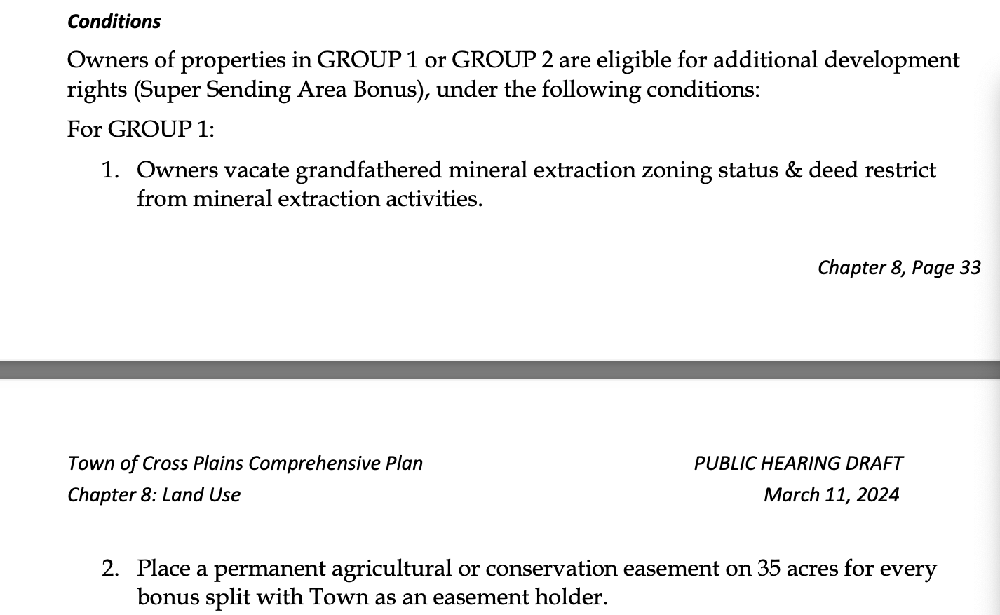 Conditions
Owners of properties in GROUP 1 or GROUP 2 are eligible for additional development
rights (Super Sending Area Bonus), under the following conditions:
For GROUP 1:
1. Owners vacate grandfathered mineral extraction zoning status & deed restrict
from mineral extraction activities.
Chapter 8, Page 33
Town of Cross Plains Comprehensive Plan
PUBLIC HEARING DRAFT
Chapter 8: Land Use
March 11, 2024
2. Place a permanent agricultural or conservation easement on 35 acres for every
bonus split with Town as an easement holder.